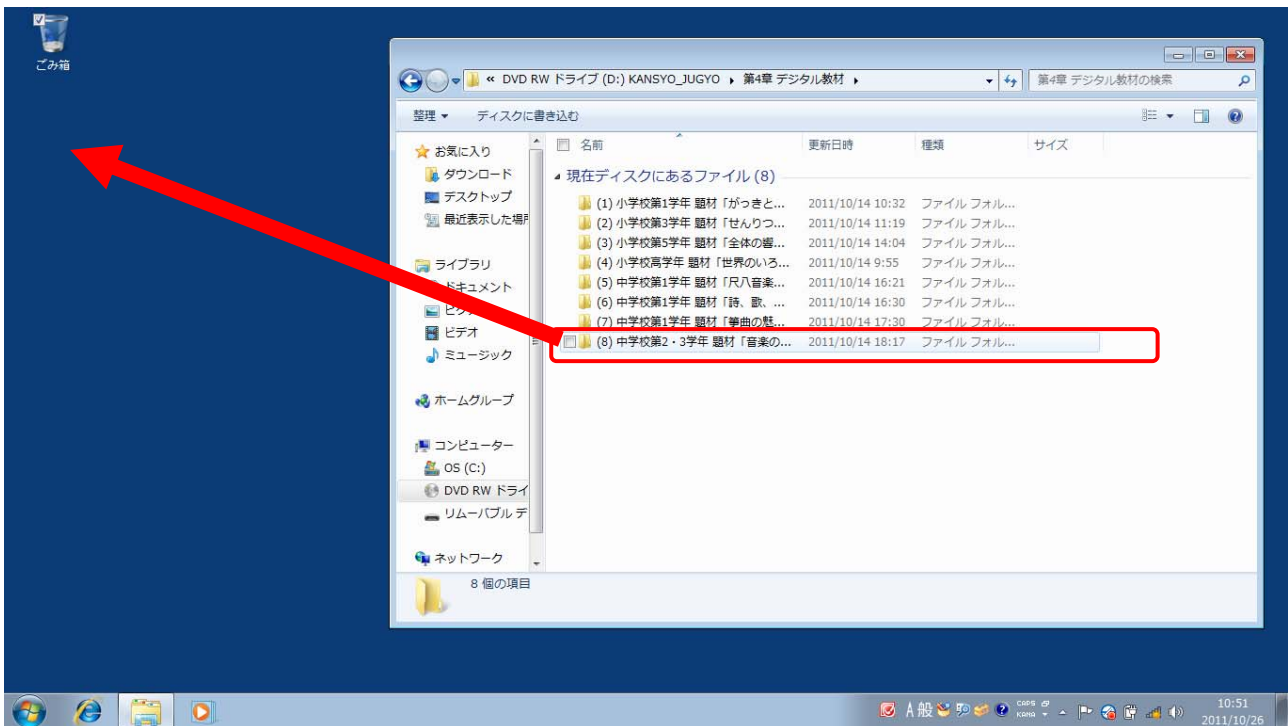 ごみ箱
« DVD RW ドライブ (D:) KANSYO_JUGYO 第4章 デジタル教材
第4章 デジタル教材の検索
整理 ディスクに書き込む
名前 更新日時 種類 サイズ
お気に入り
ダウンロード
デスクトップ
最近表示した場所
ライブラリ
ドキュメント
ビデオ
ミュージック
ホームグループ
コンピューター
OS (C:)
DVD RW ドライ
リムーバブル デ
ネットワーク
現在ディスクにあるファイル (8)
(1) 小学校第1学年 題材「がっきと... 2011/10/14 10:32 ファイル フォル...
(2) 小学校第3学年 題材「せんりつ... 2011/10/14 11:19 ファイル フォル...
(3) 小学校第5学年 題材「全体の響... 2011/10/14 14:04 ファイル フォル...
(4) 小学校高学年 題材「世界のいろ... 2011/10/14 9:55 ファイル フォル...
(5) 中学校第1学年 題材「尺八音楽... 2011/10/14 16:21 ファイル フォル...
(6) 中学校第1学年 題材「詩、歌、... 2011/10/14 16:30 ファイル フォル...
(7) 中学校第1学年 題材「箏曲の魅... 2011/10/14 17:30 ファイル フォル...
(8) 中学校第2・3学年 題材「音楽の... 2011/10/14 18:17 ファイル フォル...
8 個の項目
A 般 CAPS KANA
10:51
2011/10/26